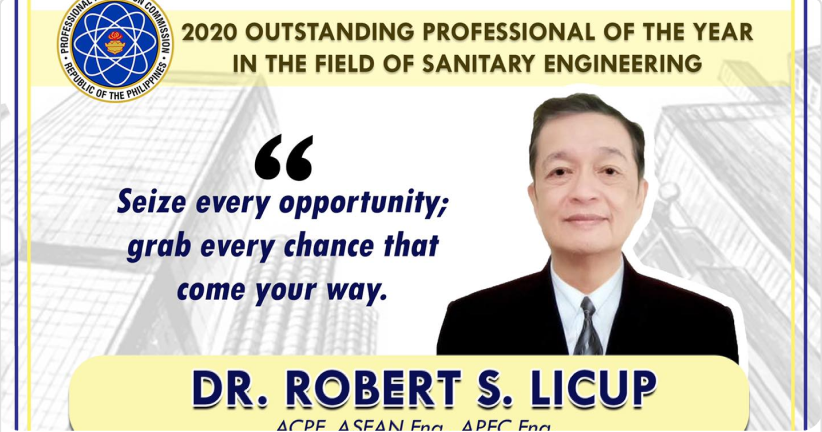 PROFESSIONAL
COMMISSION
REPUBLIC OF THE PHILIPPINES
2020 OUTSTANDING PROFESSIONAL OF THE YEAR
IN THE FIELD OF SANITARY ENGINEERING
“
Seize every opportunity;
grab every chance that
come your way.
DR. ROBERT S. LICUP
ACPE, ASEAN Eng., APEC Eng.